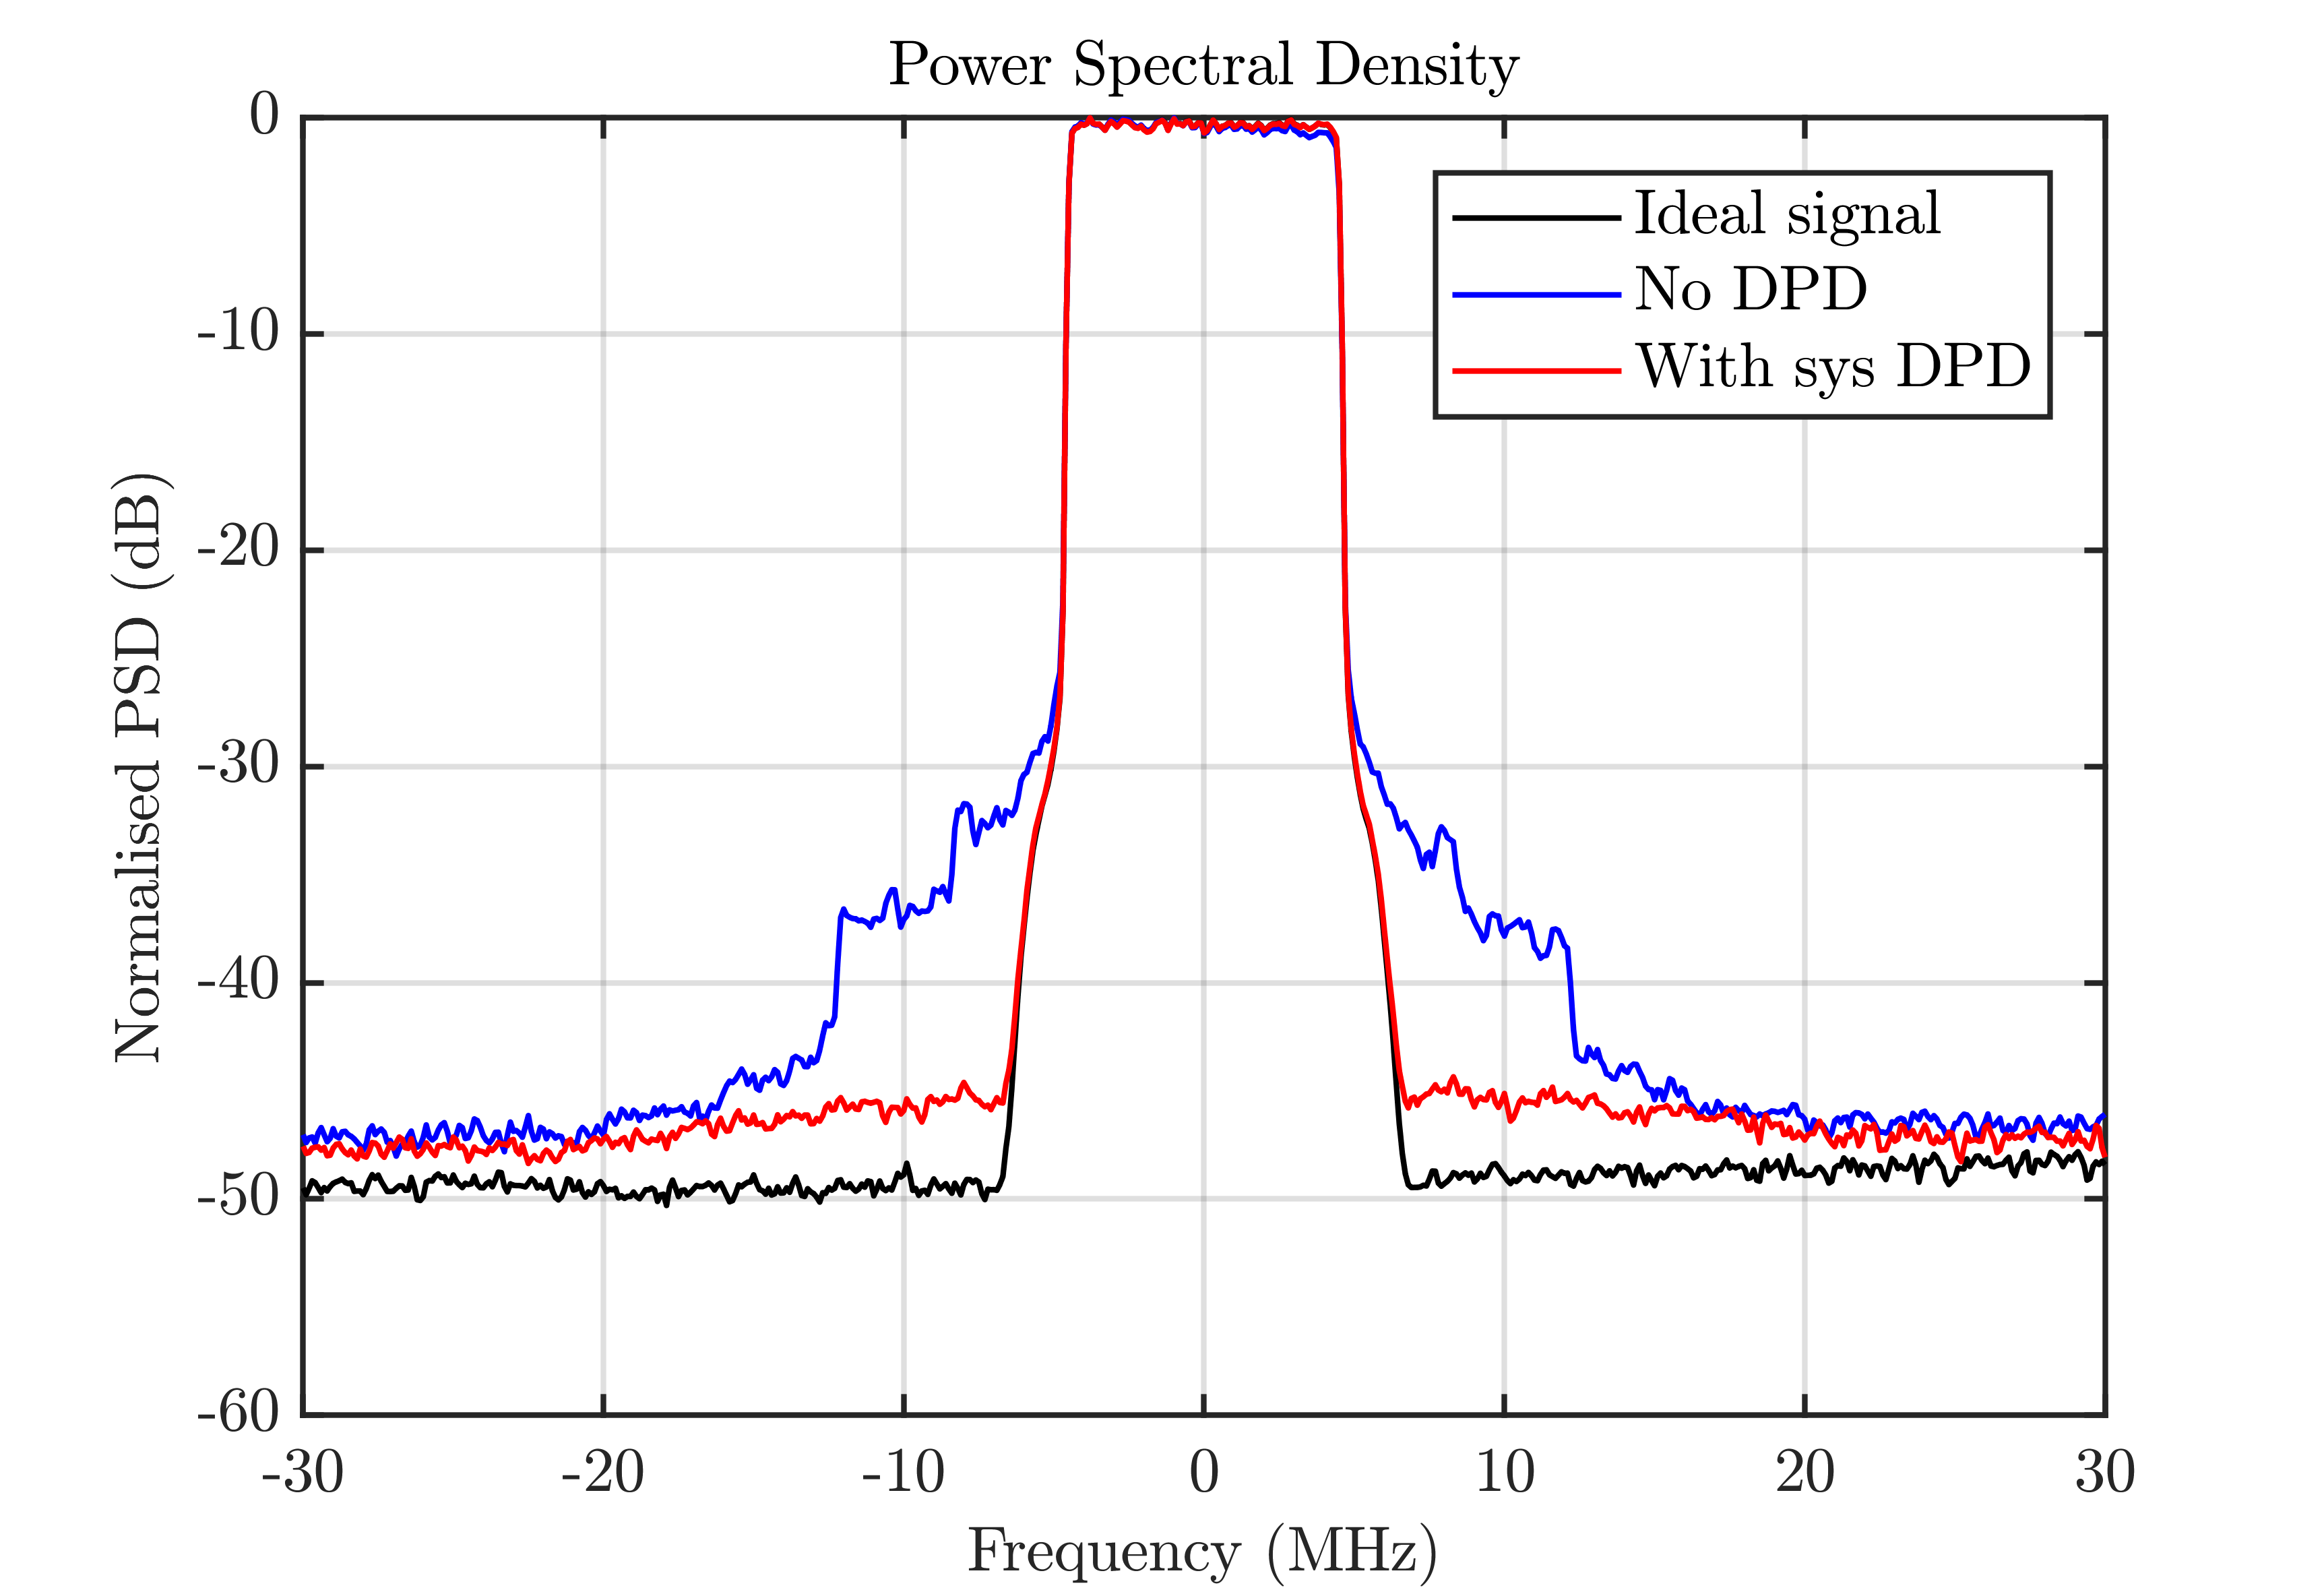 Power Spectral Density
0
-10
-20
-30
-40
-50
-60
Normalised PSD (dB)
Ideal signal
No DPD
With sys DPD
-30
-20
-10
0
10
20
30
Frequency (MHz)